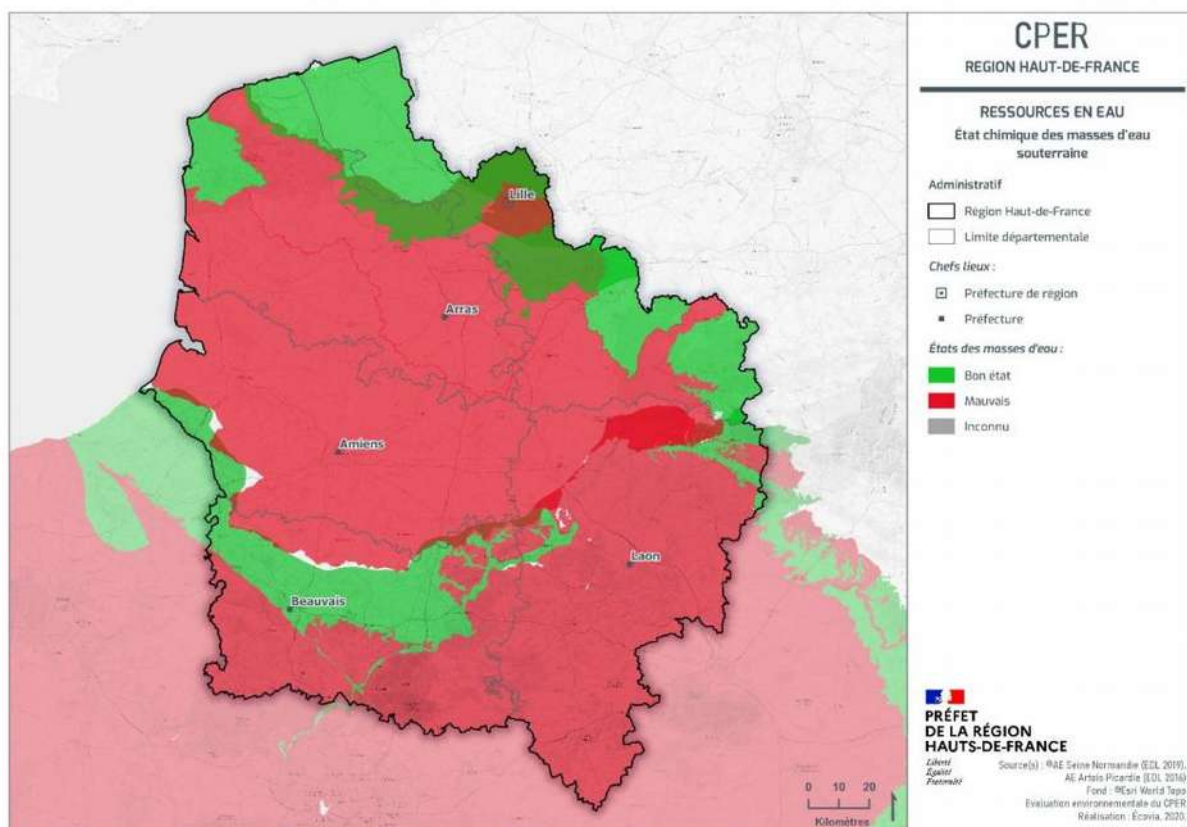 CPER
REGION HAUT-DE-FRANCE
RESSOURCES EN EAU
État chimique des masses d'eau
souterraine
Administratif
Région Haut-de-France
Limite départementale
Chefs lieux :
Préfecture de région
Préfecture
États des masses d'eau :
Bon état
Mauvais
Inconnu
Lille
Arras
Amiens
Laon
Beauvais
0 10 20
Kilomètres
PRÉFET
DE LA RÉGION
HAUTS-DE-FRANCE
Liberté
Égalité
Fraternité
Source(s) : ©AE Seine Normandie (EDL 2019),
AE Artois Picardie (EDL 2016)
Fond : ©Esri World Topo
Evaluation environnementale du CPER
Réalisation : Écovia, 2020.